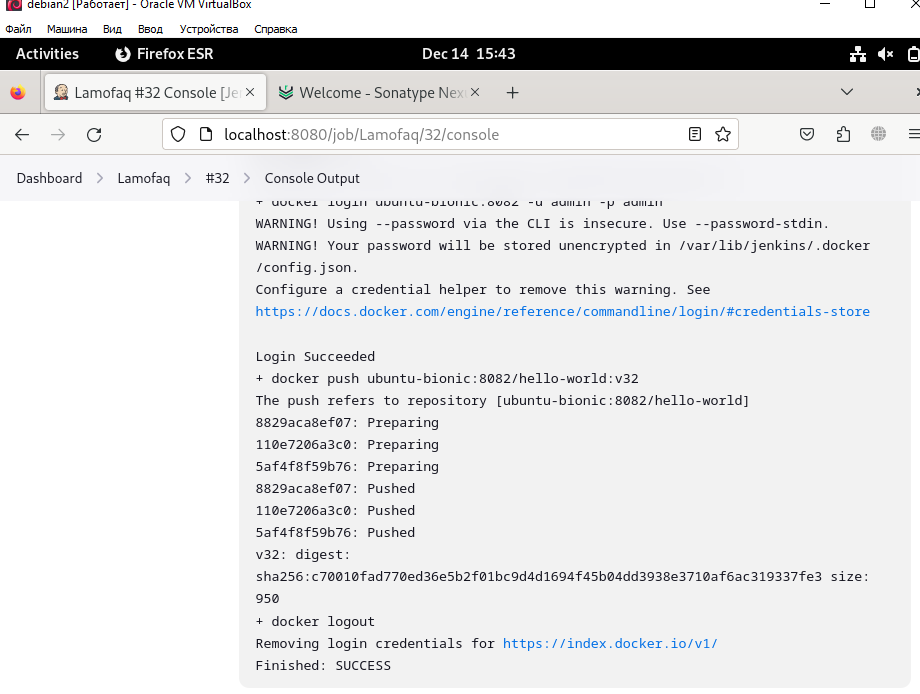 debian2 [Работает] - Oracle VM VirtualBox
Файл Машина Вид Ввод Устройства Справка
Activities Firefox ESR Dec 14 15:43
Lamofaq #32 Console [Je Welcome - Sonatype Nex
localhost:8080/job/Lamofaq/32/console
Dashboard Lamofaq #32 Console Output
+ docker login ubuntu-bionic:8082 -u admin -p admin
WARNING! Using --password via the CLI is insecure. Use --password-stdin.
WARNING! Your password will be stored unencrypted in /var/lib/jenkins/.docker
/config.json.
Configure a credential helper to remove this warning. See
https://docs.docker.com/engine/reference/commandline/login/#credentials-store
Login Succeeded
+ docker push ubuntu-bionic:8082/hello-world:v32
The push refers to repository [ubuntu-bionic:8082/hello-world]
8829aca8ef07: Preparing
110e7206a3c0: Preparing
5af4f8f59b76: Preparing
8829aca8ef07: Pushed
110e7206a3c0: Pushed
5af4f8f59b76: Pushed
v32: digest:
sha256:c70010fad770ed36e5b2f01bc9d4d1694f45b04dd3938e3710af6ac319337fe3 size:
950
+ docker logout
Removing login credentials for https://index.docker.io/v1/
Finished: SUCCESS